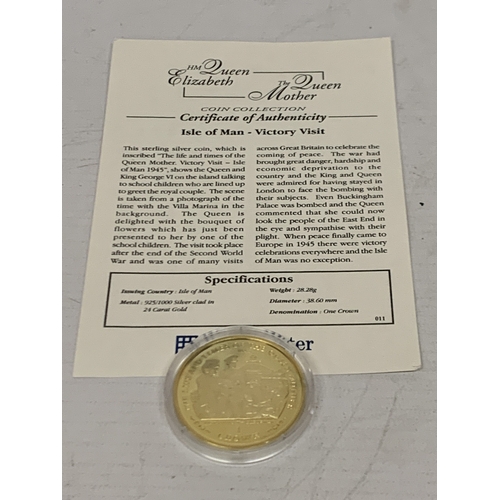 HM Queen
Elizabeth
The Queen
Mother
COIN COLLECTION
Certificate of Authenticity
Isle of Man - Victory Visit
This sterling silver coin, which is
inscribed "The life and times of the
Queen Mother. Victory Visit – Isle
of Man 1945", shows the Queen and
King George VI on the island talking
to school children who are lined up
to greet the royal couple. The scene
is taken from a photograph of the
time with the Villa Marina in the
background. The Queen is
delighted with the bouquet of
flowers which has just been
presented to her by one of the
school children. The visit took place
after the end of the Second World
War and was one of many visits
across Great Britain to celebrate the
coming of peace. The war had
brought great danger, hardship and
economic deprivation to the
country and the King and Queen
were admired for having stayed in
London to face the bombing with
their subjects. Even Buckingham
Palace was bombed and the Queen
commented that she could now
look the people of the East End in
the eye and sympathise with their
plight. When peace finally came to
Europe in 1945 there were victory
celebrations everywhere and the Isle
of Man was no exception.
Specifications
Issuing Country : Isle of Man
Metal : 925/1000 Silver clad in
24 Carat Gold
Weight : 28.28g
Diameter : 38.60 mm
Denomination : One Crown
011